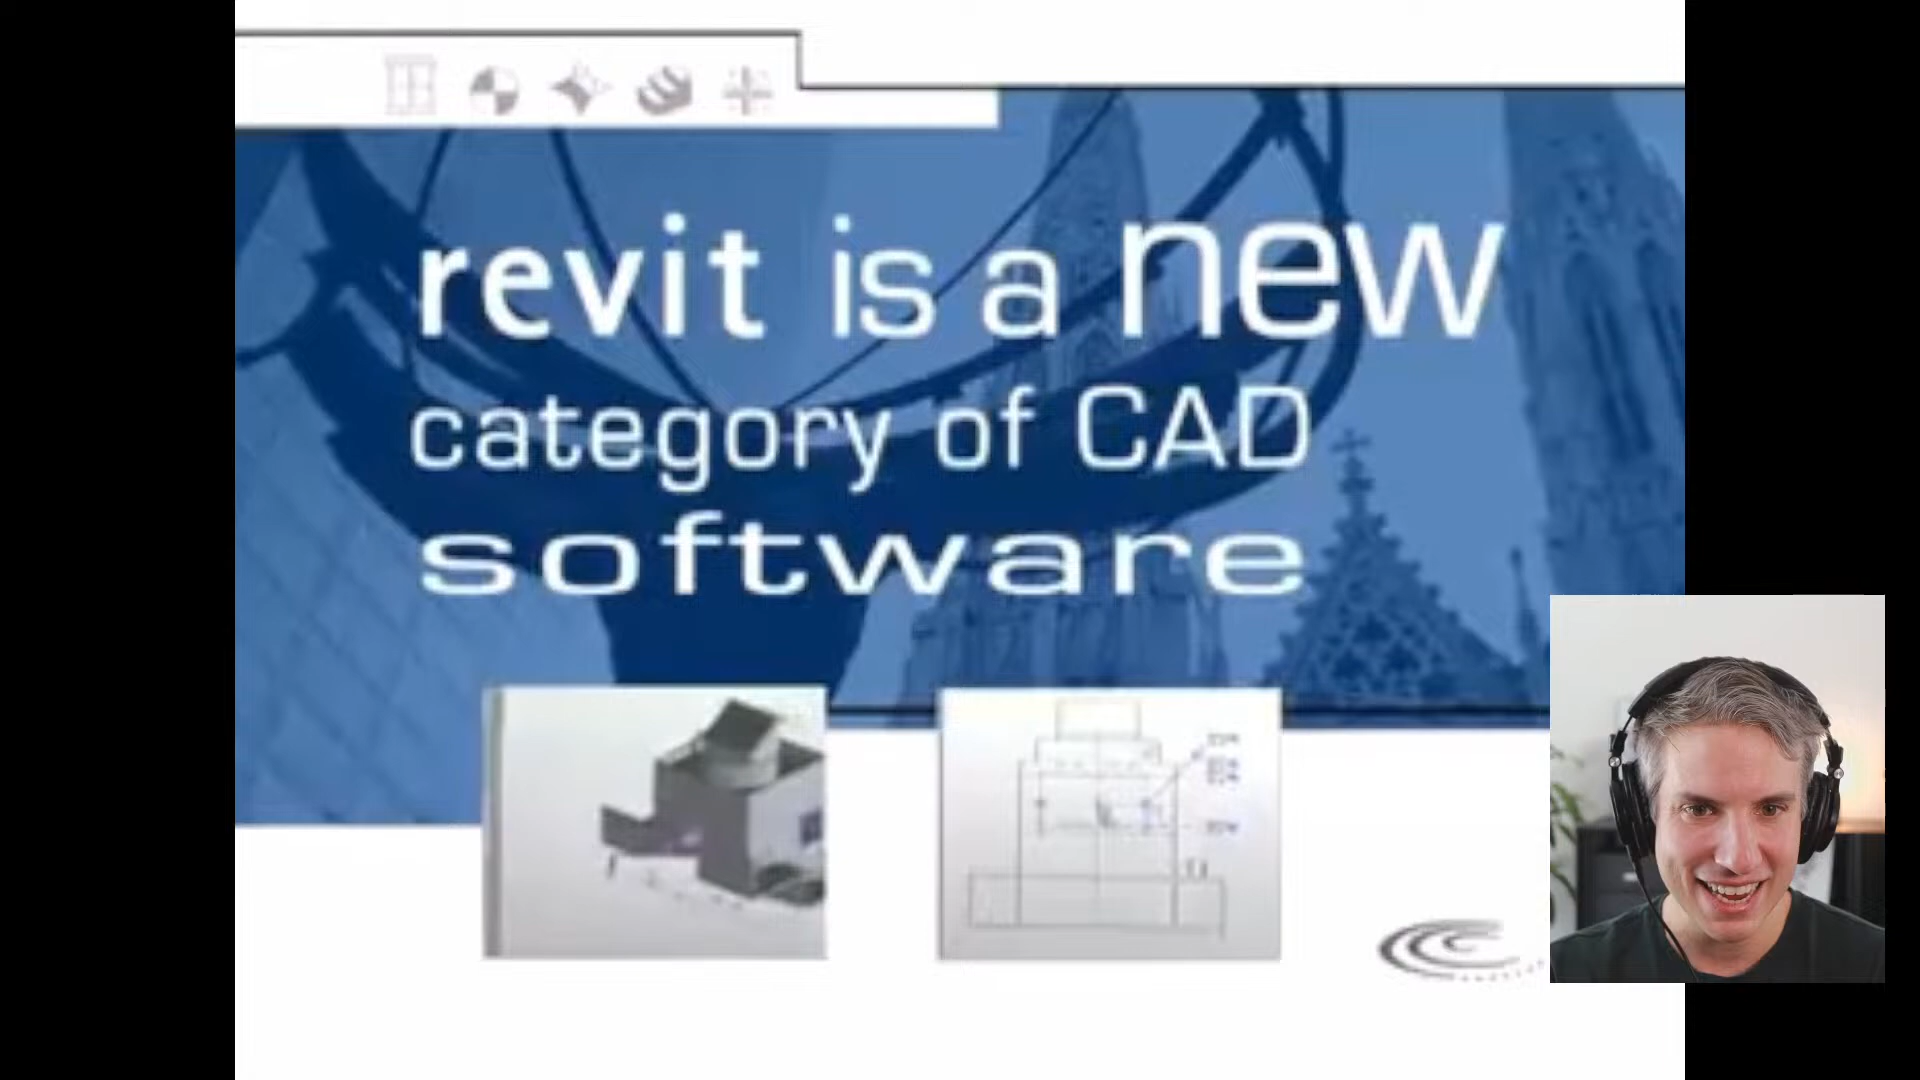 revit is a new
category of CAD
software